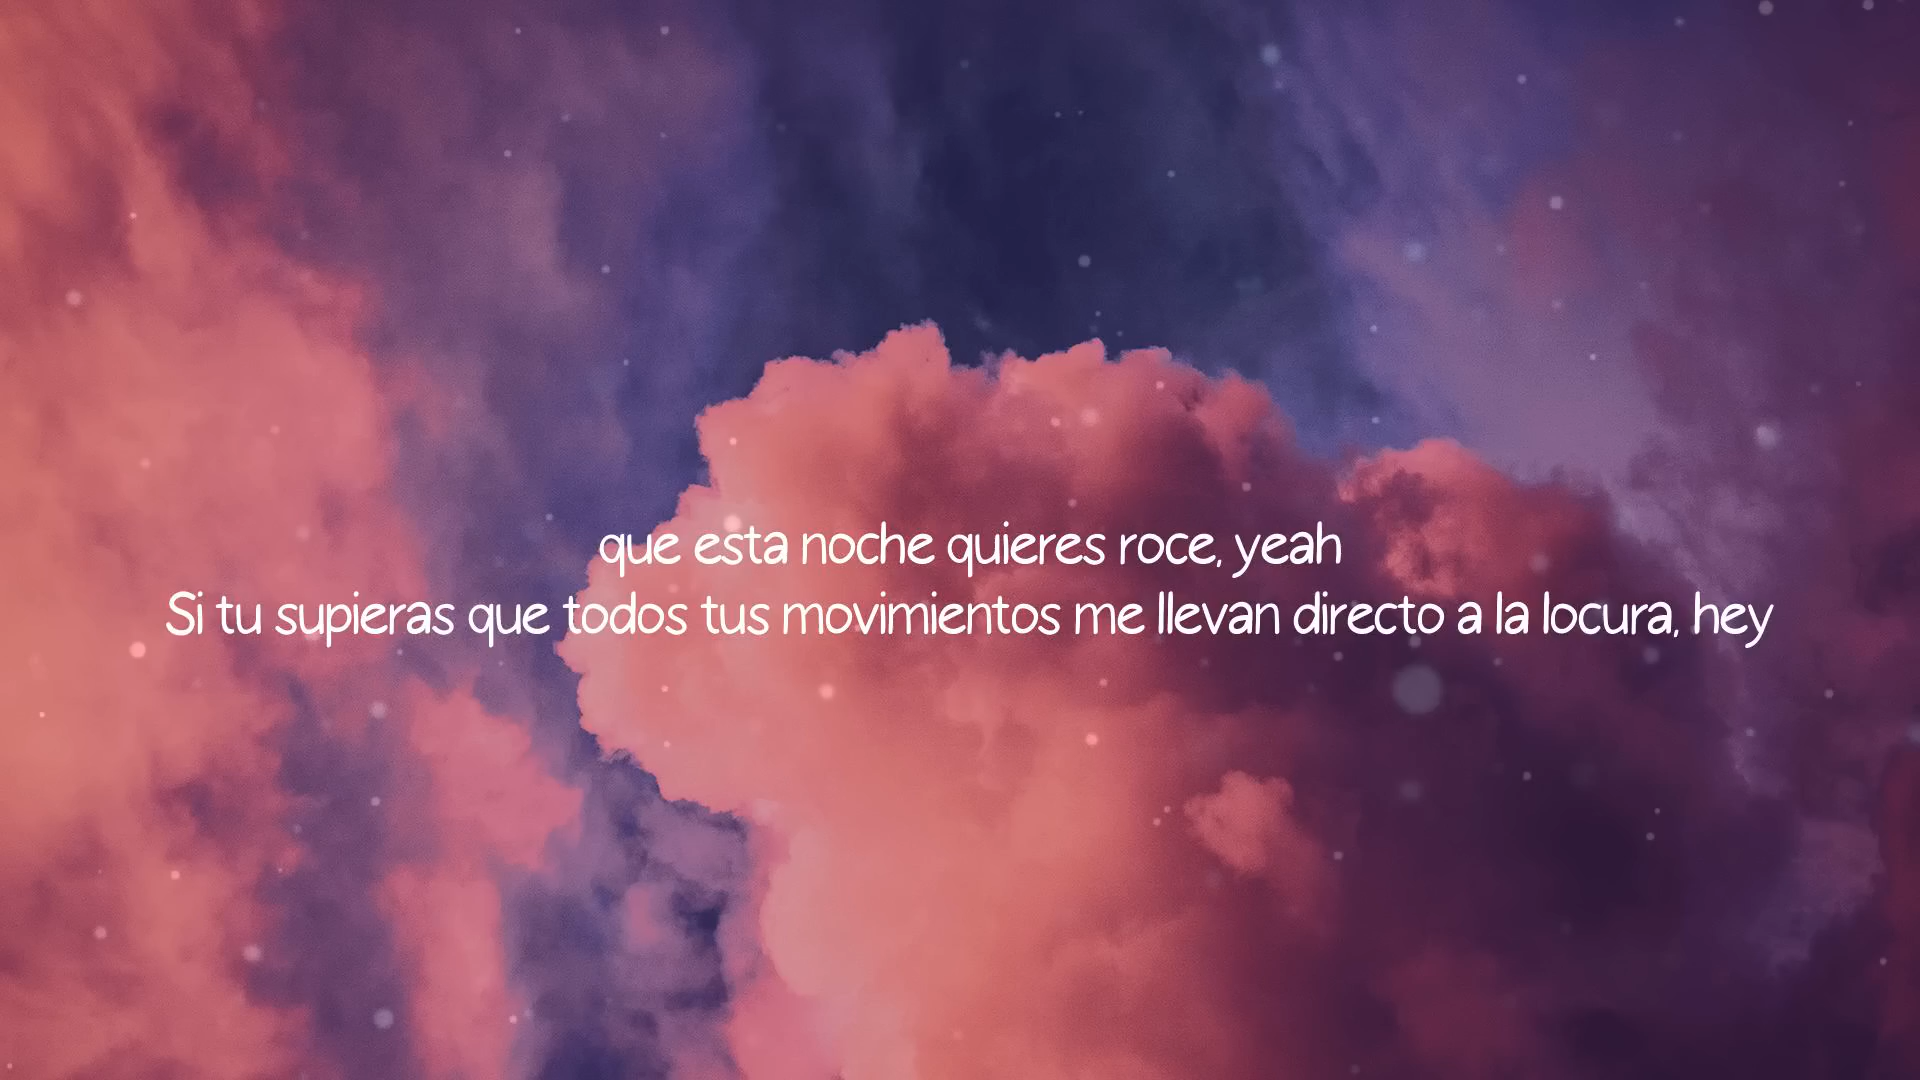 que esta noche quieres roce, yeah
Si tu supieras que todos tus movimientos me llevan directo a la locura, hey